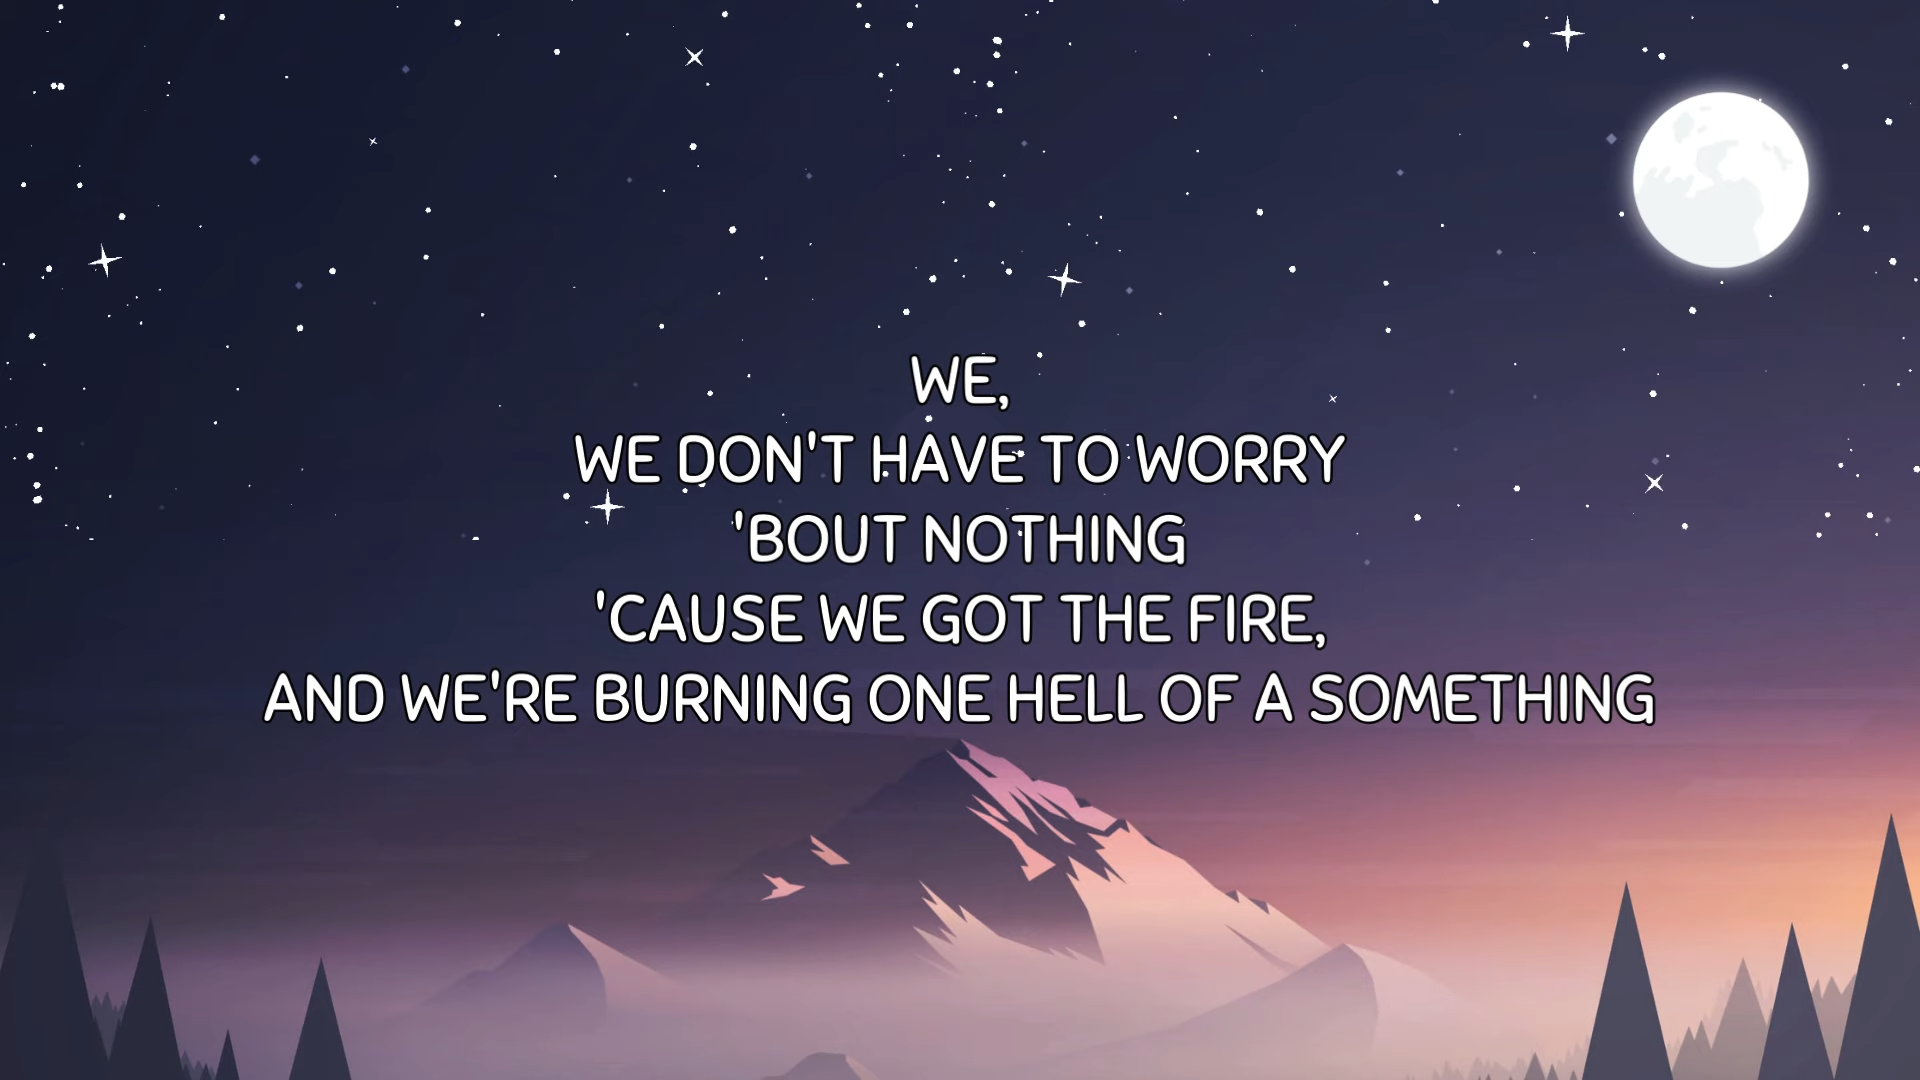 WE,
WE DON'T HAVE TO WORRY
'BOUT NOTHING
'CAUSE WE GOT THE FIRE,
AND WE'RE BURNING ONE HELL OF A SOMETHING